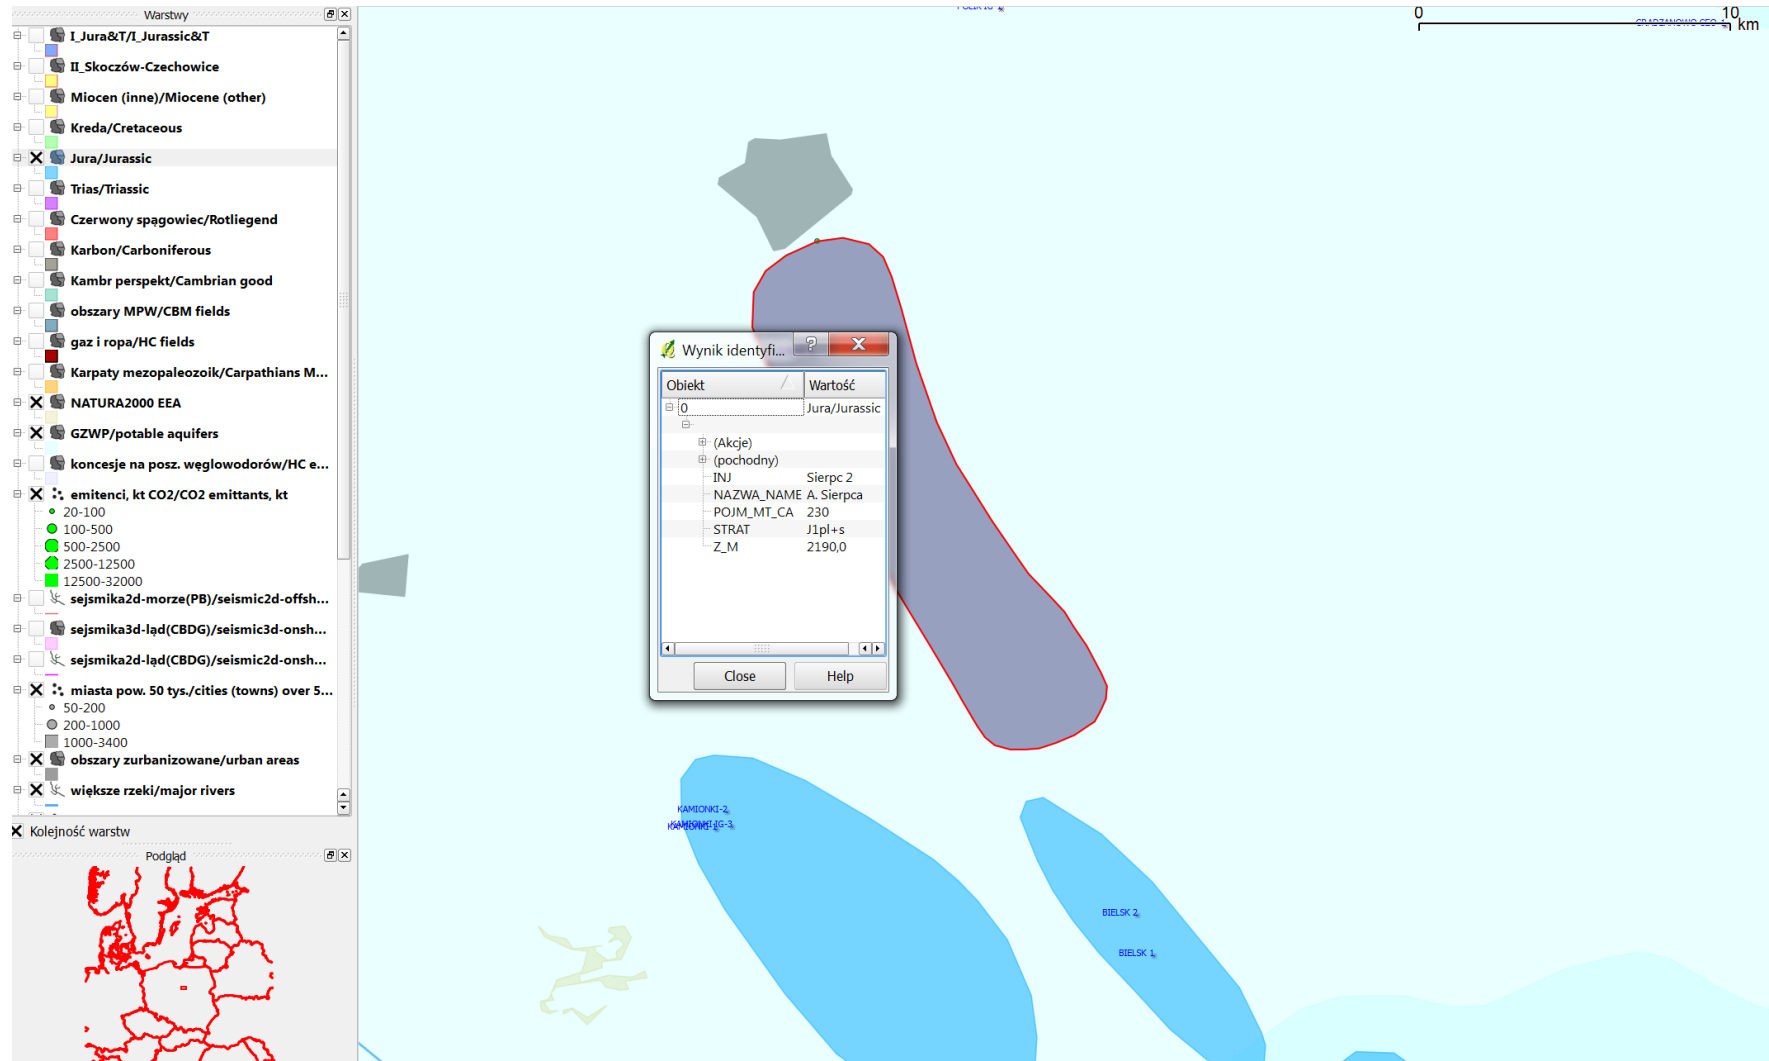 Warstwy
I_Jura&T/I_Jurassic&T
II_Skoczów-Czechowice
Miocen (inne)/Miocene (other)
Kreda/Cretaceous
Jura/Jurassic
Trias/Triassic
Czerwony spągowiec/Rotliegend
Karbon/Carboniferous
Kambr perspekt/Cambrian good
obszary MPW/CBM fields
gaz i ropa/HC fields
Karpaty mezopaleozoik/Carpathians M...
NATURA2000 EEA
GZWP/potable aquifers
koncesje na posz. węglowodorów/HC e...
emitenci, kt CO2/CO2 emittants, kt
20-100
100-500
500-2500
2500-12500
12500-32000
sejsmika2d-morze(PB)/seismic2d-offsh...
sejsmika3d-ląd(CBDG)/seismic3d-onsh...
sejsmika2d-ląd(CBDG)/seismic2d-onsh...
miasta pow. 50 tys./cities (towns) over 5...
50-200
200-1000
1000-3400
obszary zurbanizowane/urban areas
większe rzeki/major rivers
Kolejność warstw
Podgląd
0 10 km
Wynik identyfi...
Obiekt Wartość
0 Jura/Jurassic
(Akcje)
(pochodny)
INJ Sierpc 2
NAZWA_NAME A. Sierpca
POJM_MT_CA 230
STRAT J1pl+s
Z_M 2190,0
Close Help
KAMIONKI-2
KAMIONKI IG-3
KAMIONKI-1
BIELSK 2
BIELSK 1